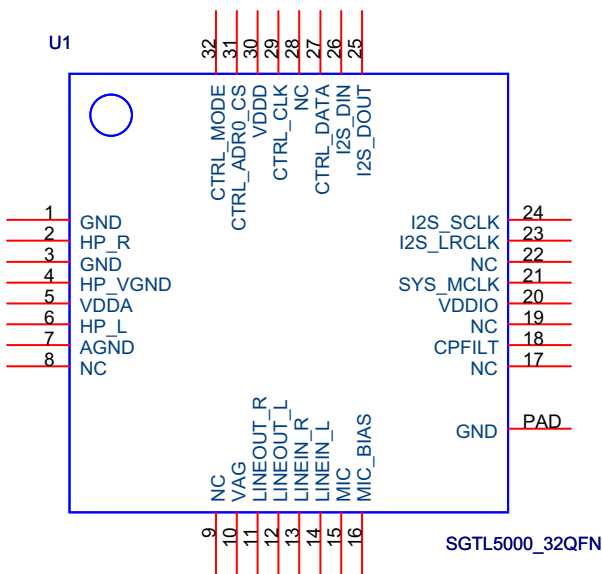 U1
32
31
30
29
28
27
26
25
CTRL_MODE
CTRL_ADR0_CS
VDDD
CTRL_CLK
NC
CTRL_DATA
I2S_DIN
I2S_DOUT
1 GND
2 HP_R
3 GND
4 HP_VGND
5 VDDA
6 HP_L
7 AGND
8 NC
I2S_SCLK 24
I2S_LRCLK 23
NC 22
SYS_MCLK 21
VDDIO 20
NC 19
CPFILT 18
NC 17
GND PAD
NC
VAG
LINEOUT_R
LINEOUT_L
LINEIN_R
LINEIN_L
MIC
MIC_BIAS
9
10
11
12
13
14
15
16
SGTL5000_32QFN